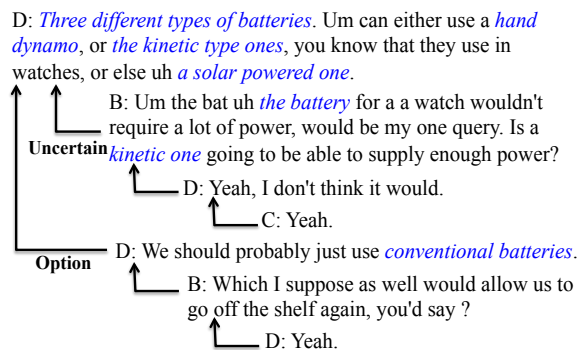 D: Three different types of batteries. Um can either use a hand
dynamo, or the kinetic type ones, you know that they use in
watches, or else uh a solar powered one.
B: Um the bat uh the battery for a a watch wouldn't
require a lot of power, would be my one query. Is a
Uncertain
kinetic one going to be able to supply enough power?
D: Yeah, I don't think it would.
C: Yeah.
D: We should probably just use conventional batteries.
Option
B: Which I suppose as well would allow us to
go off the shelf again, you'd say ?
D: Yeah.